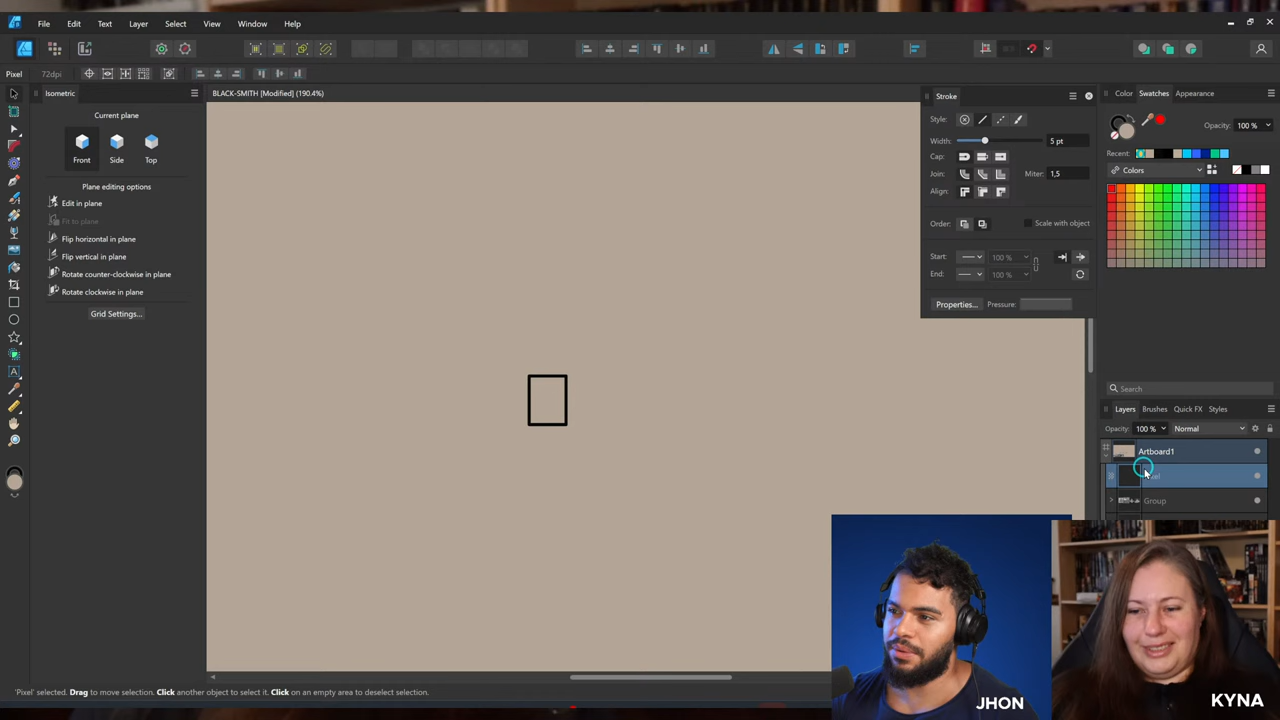 File Edit Text Layer Select View Window Help
Pixel 72dpi
Isometric
BLACK-SMITH [Modified] (190.4%)
Current plane
Front Side Top
Plane editing options
Edit in plane
Fit to plane
Flip horizontal in plane
Flip vertical in plane
Rotate counter-clockwise in plane
Rotate clockwise in plane
Grid Settings...
Stroke
Style:
Width: 5 pt
Cap:
Join: Miter: 1,5
Align:
Order: Scale with object
Start: 100 %
End: 100 %
Properties... Pressure:
Color Swatches Appearance
Opacity: 100 %
Recent:
Colors
Search
Layers Brushes Quick FX Styles
Opacity: 100 % Normal
Artboard1
Group
JHON
KYNA
'Pixel' selected. Drag to move selection. Click another object to select it. Click on an empty area to deselect selection.